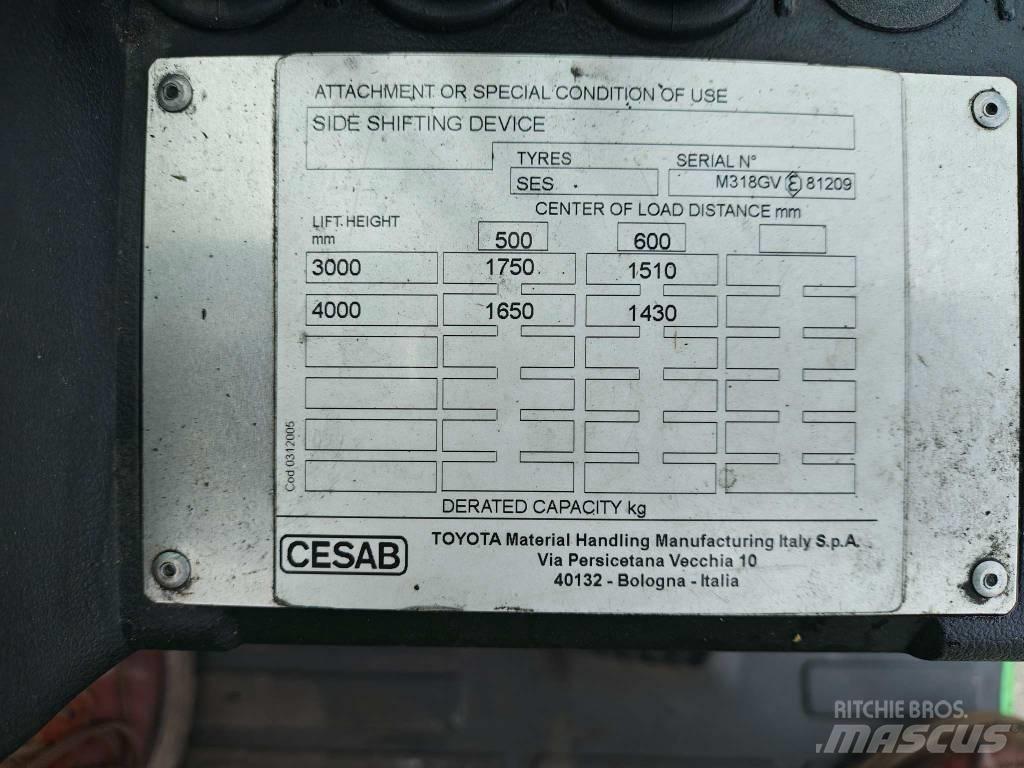 ATTACHMENT OR SPECIAL CONDITION OF USE
SIDE SHIFTING DEVICE
TYRES SERIAL N°
SES M318GV E 81209
CENTER OF LOAD DISTANCE mm
LIFT HEIGHT
mm 500 600
3000 1750 1510
4000 1650 1430
Cod.0312005
DERATED CAPACITY kg
CESAB
TOYOTA Material Handling Manufacturing Italy S.p.A.
Via Persicetana Vecchia 10
40132 - Bologna - Italia
RITCHIE BROS.
MASCUS